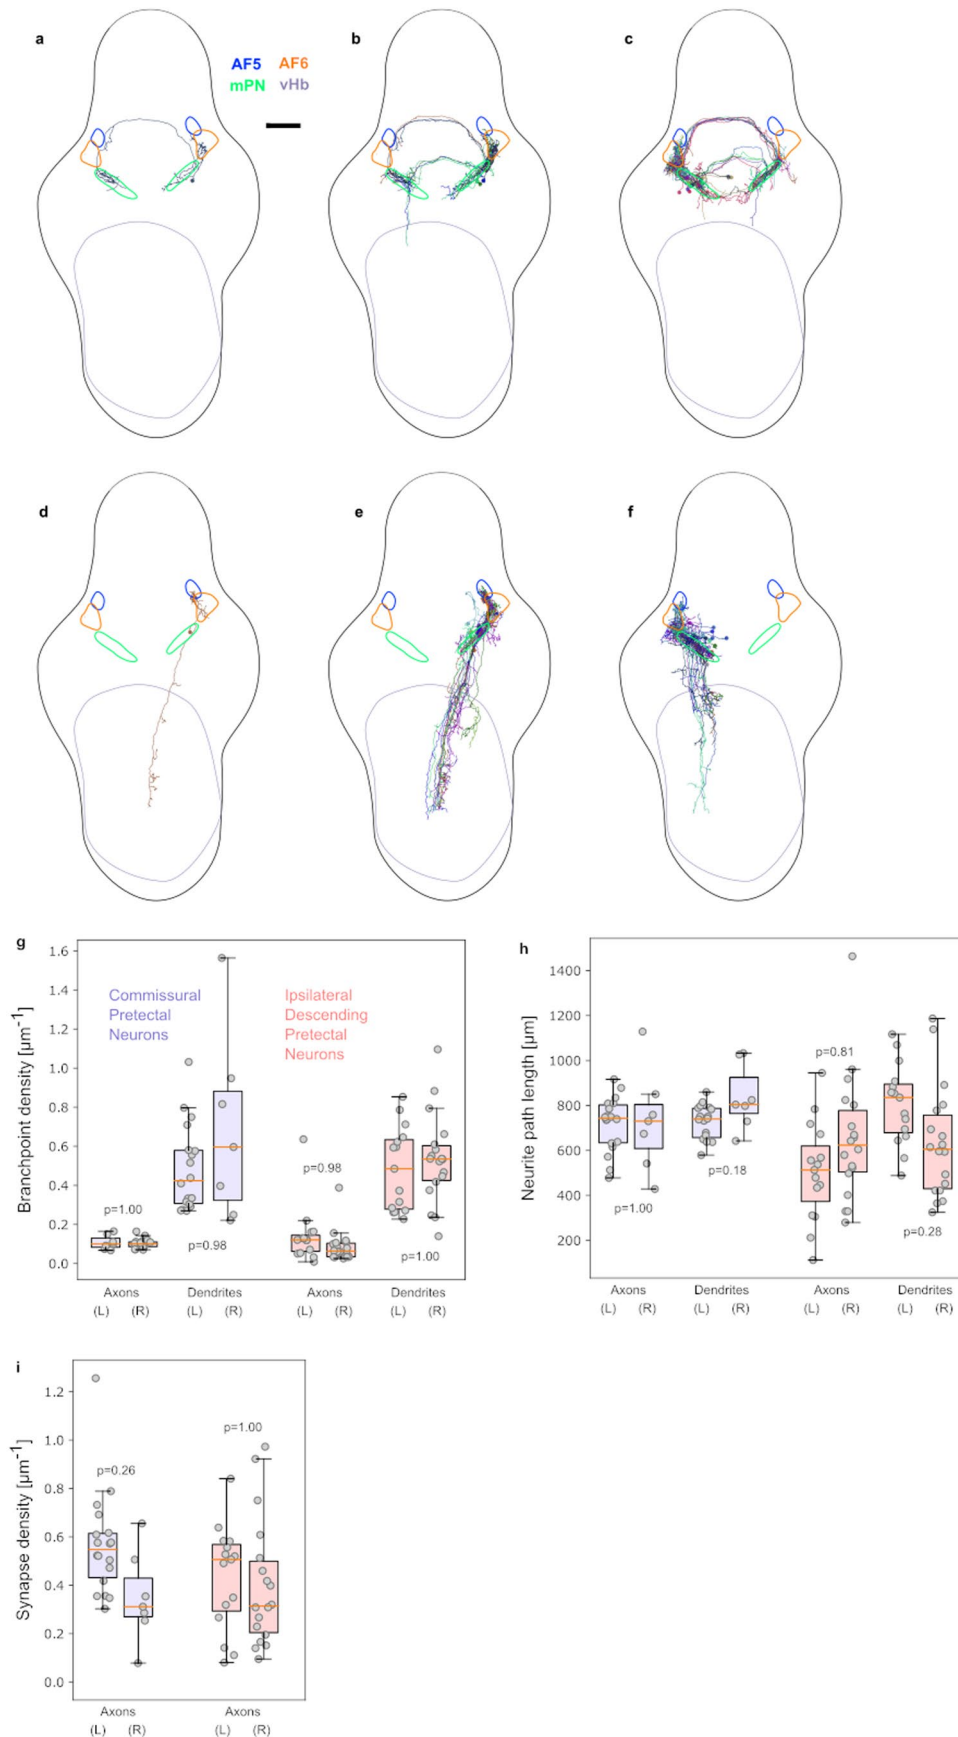 a
b
c
AF5 AF6
mPN vHb
d
e
f
g
h
1.6
1.4
1.2
1.0
0.8
0.6
0.4
0.2
0.0
Branchpoint density [μm⁻¹]
Commissural
Pretectal
Neurons
Ipsilateral
Descending
Pretectal
Neurons
p=1.00
p=0.98
p=0.98
p=1.00
Axons Dendrites Axons Dendrites
(L) (R) (L) (R) (L) (R) (L) (R)
1400
1200
1000
800
600
400
200
Neurite path length [μm]
p=0.81
p=1.00
p=0.18
p=0.28
Axons Dendrites Axons Dendrites
(L) (R) (L) (R) (L) (R) (L) (R)
i
1.2
1.0
0.8
0.6
0.4
0.2
0.0
Synapse density [μm⁻¹]
p=1.00
p=0.26
Axons Axons
(L) (R) (L) (R)